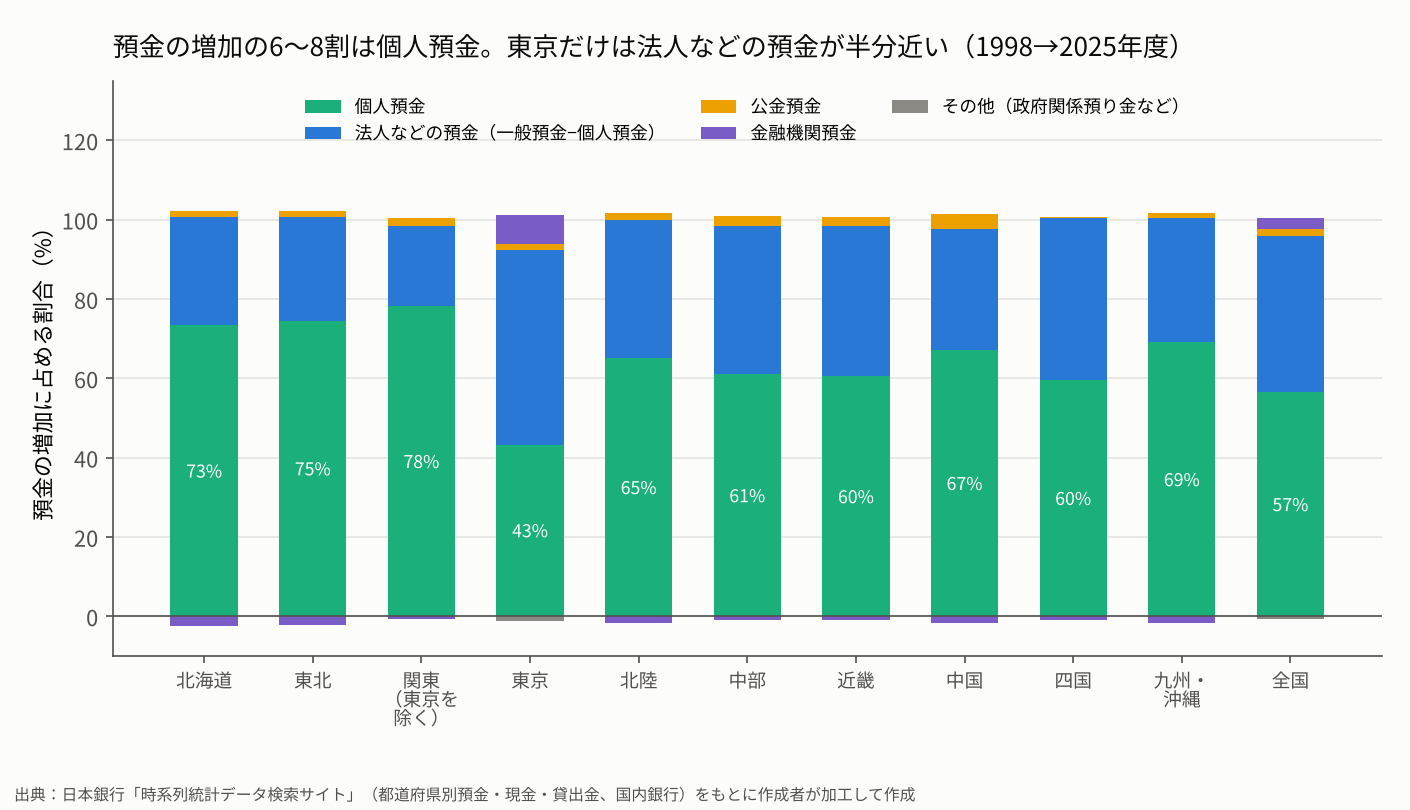 預金の増加の6〜8割は個人預金。東京だけは法人などの預金が半分近い（1998→2025年度）
個人預金
法人などの預金（一般預金−個人預金）
公金預金
金融機関預金
その他（政府関係預り金など）
預金の増加に占める割合（%）
120
100
80
60
40
20
0
73%
75%
78%
43%
65%
61%
60%
67%
60%
69%
57%
北海道
東北
関東
（東京を
除く）
東京
北陸
中部
近畿
中国
四国
九州・
沖縄
全国
出典：日本銀行「時系列統計データ検索サイト」（都道府県別預金・現金・貸出金、国内銀行）をもとに作成者が加工して作成